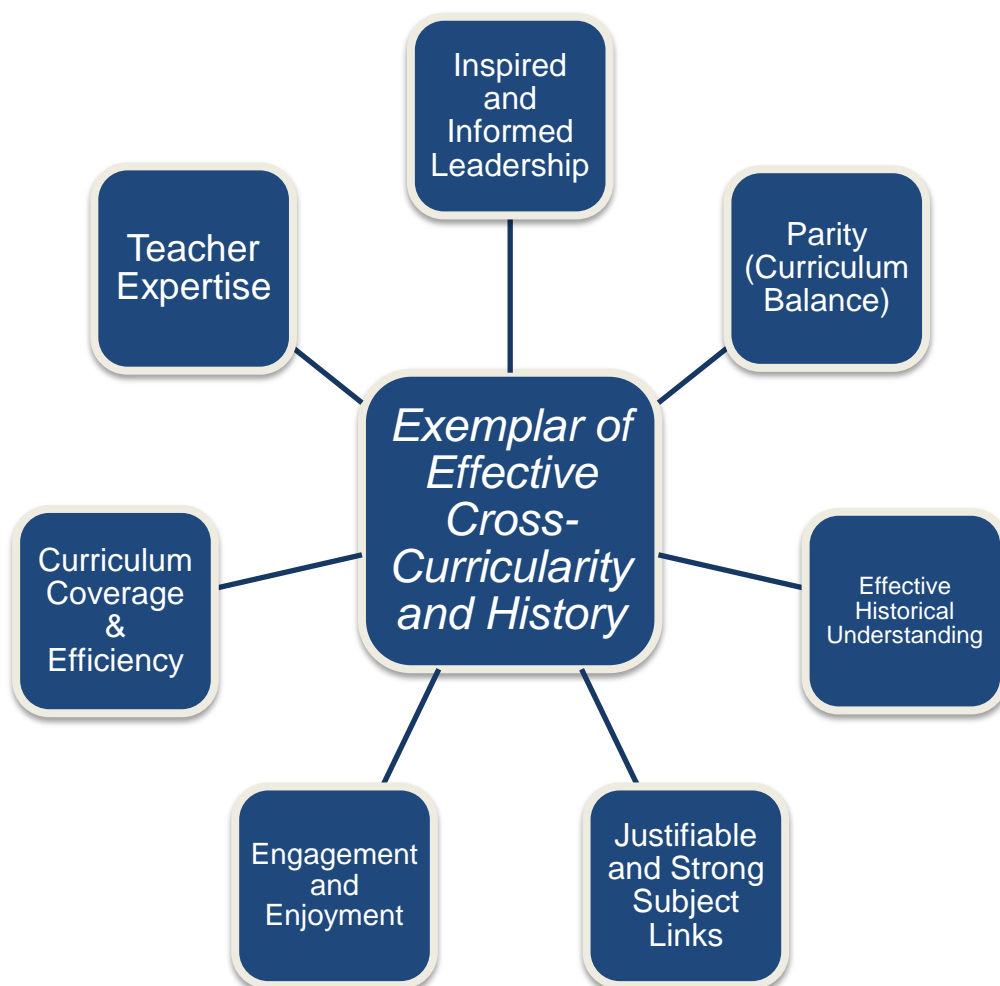 Inspired
and
Informed
Leadership
Parity
(Curriculum
Balance)
Teacher
Expertise
Exemplar of
Effective
Cross-
Curricularity
and History
Curriculum
Coverage
&
Efficiency
Effective
Historical
Understanding
Engagement
and
Enjoyment
Justifiable
and Strong
Subject
Links